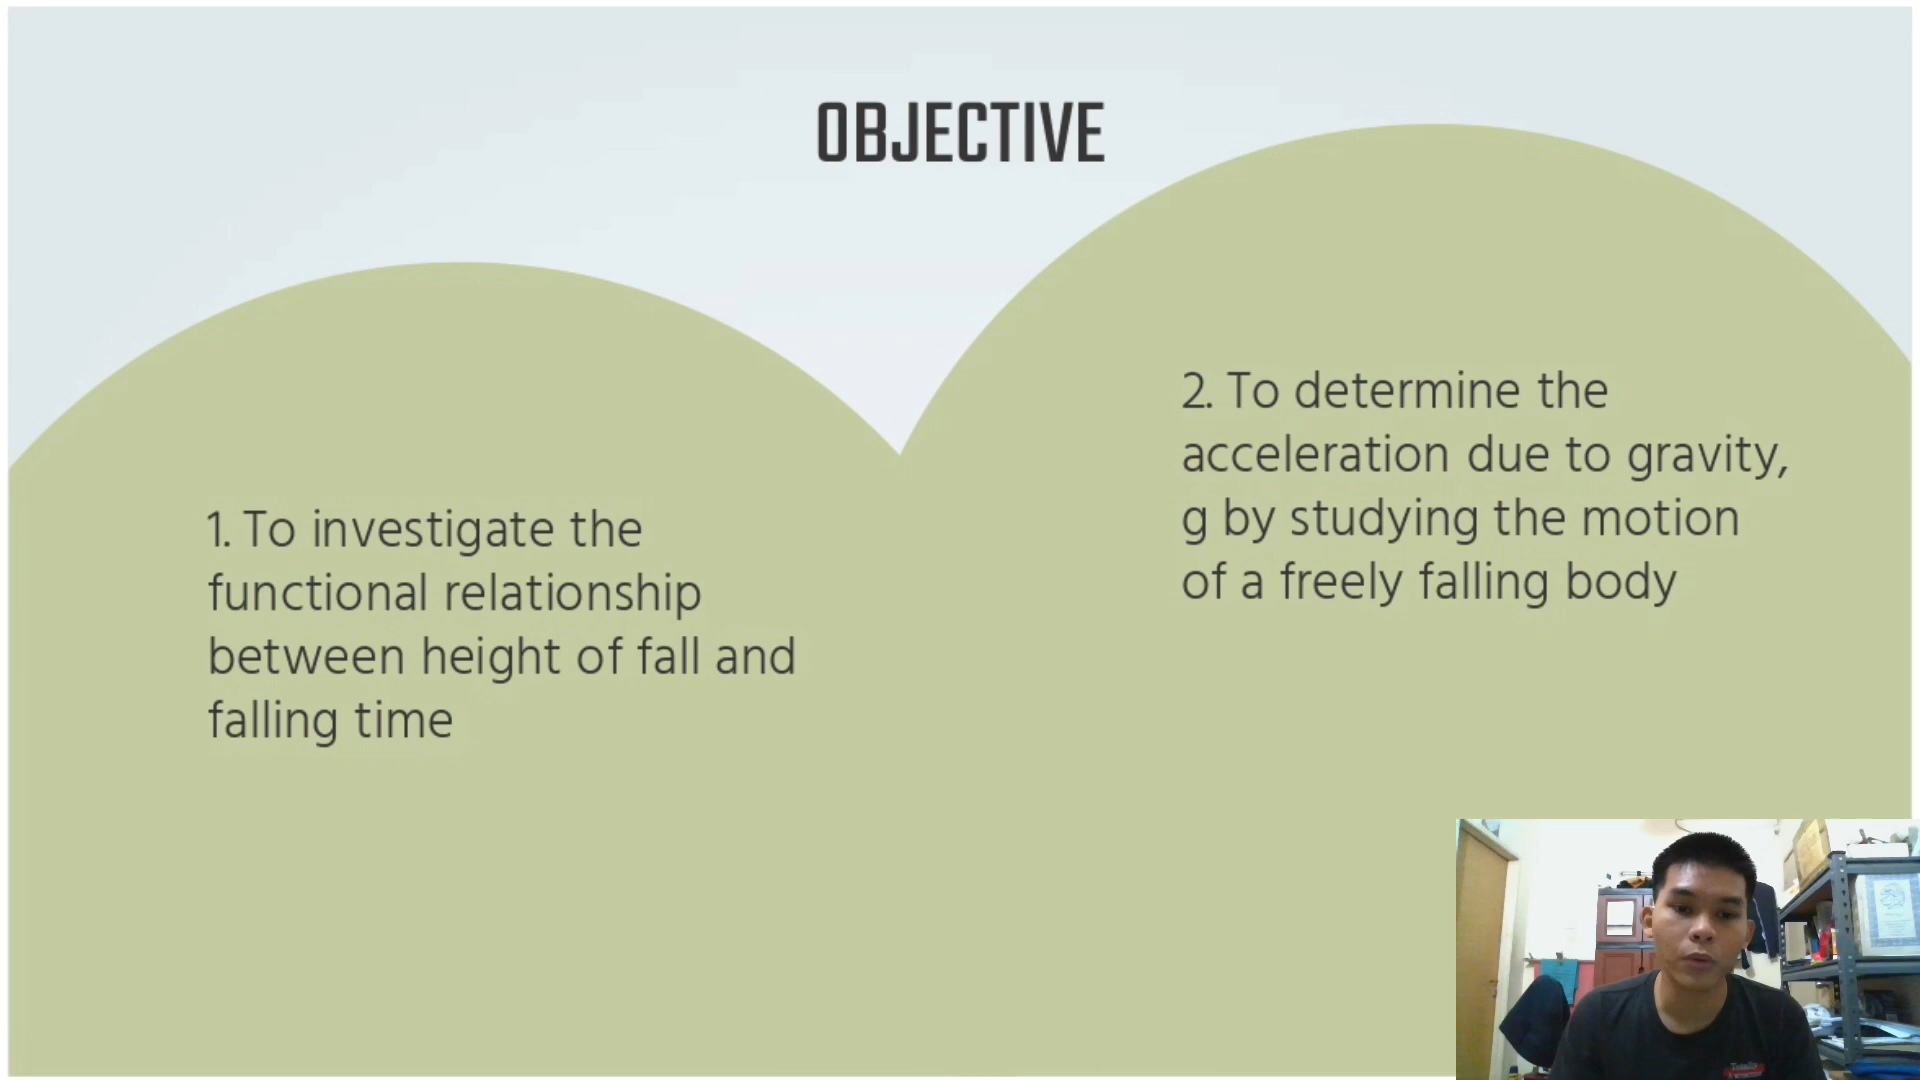 OBJECTIVE
1. To investigate the
functional relationship
between height of fall and
falling time
2. To determine the
acceleration due to gravity,
g by studying the motion
of a freely falling body